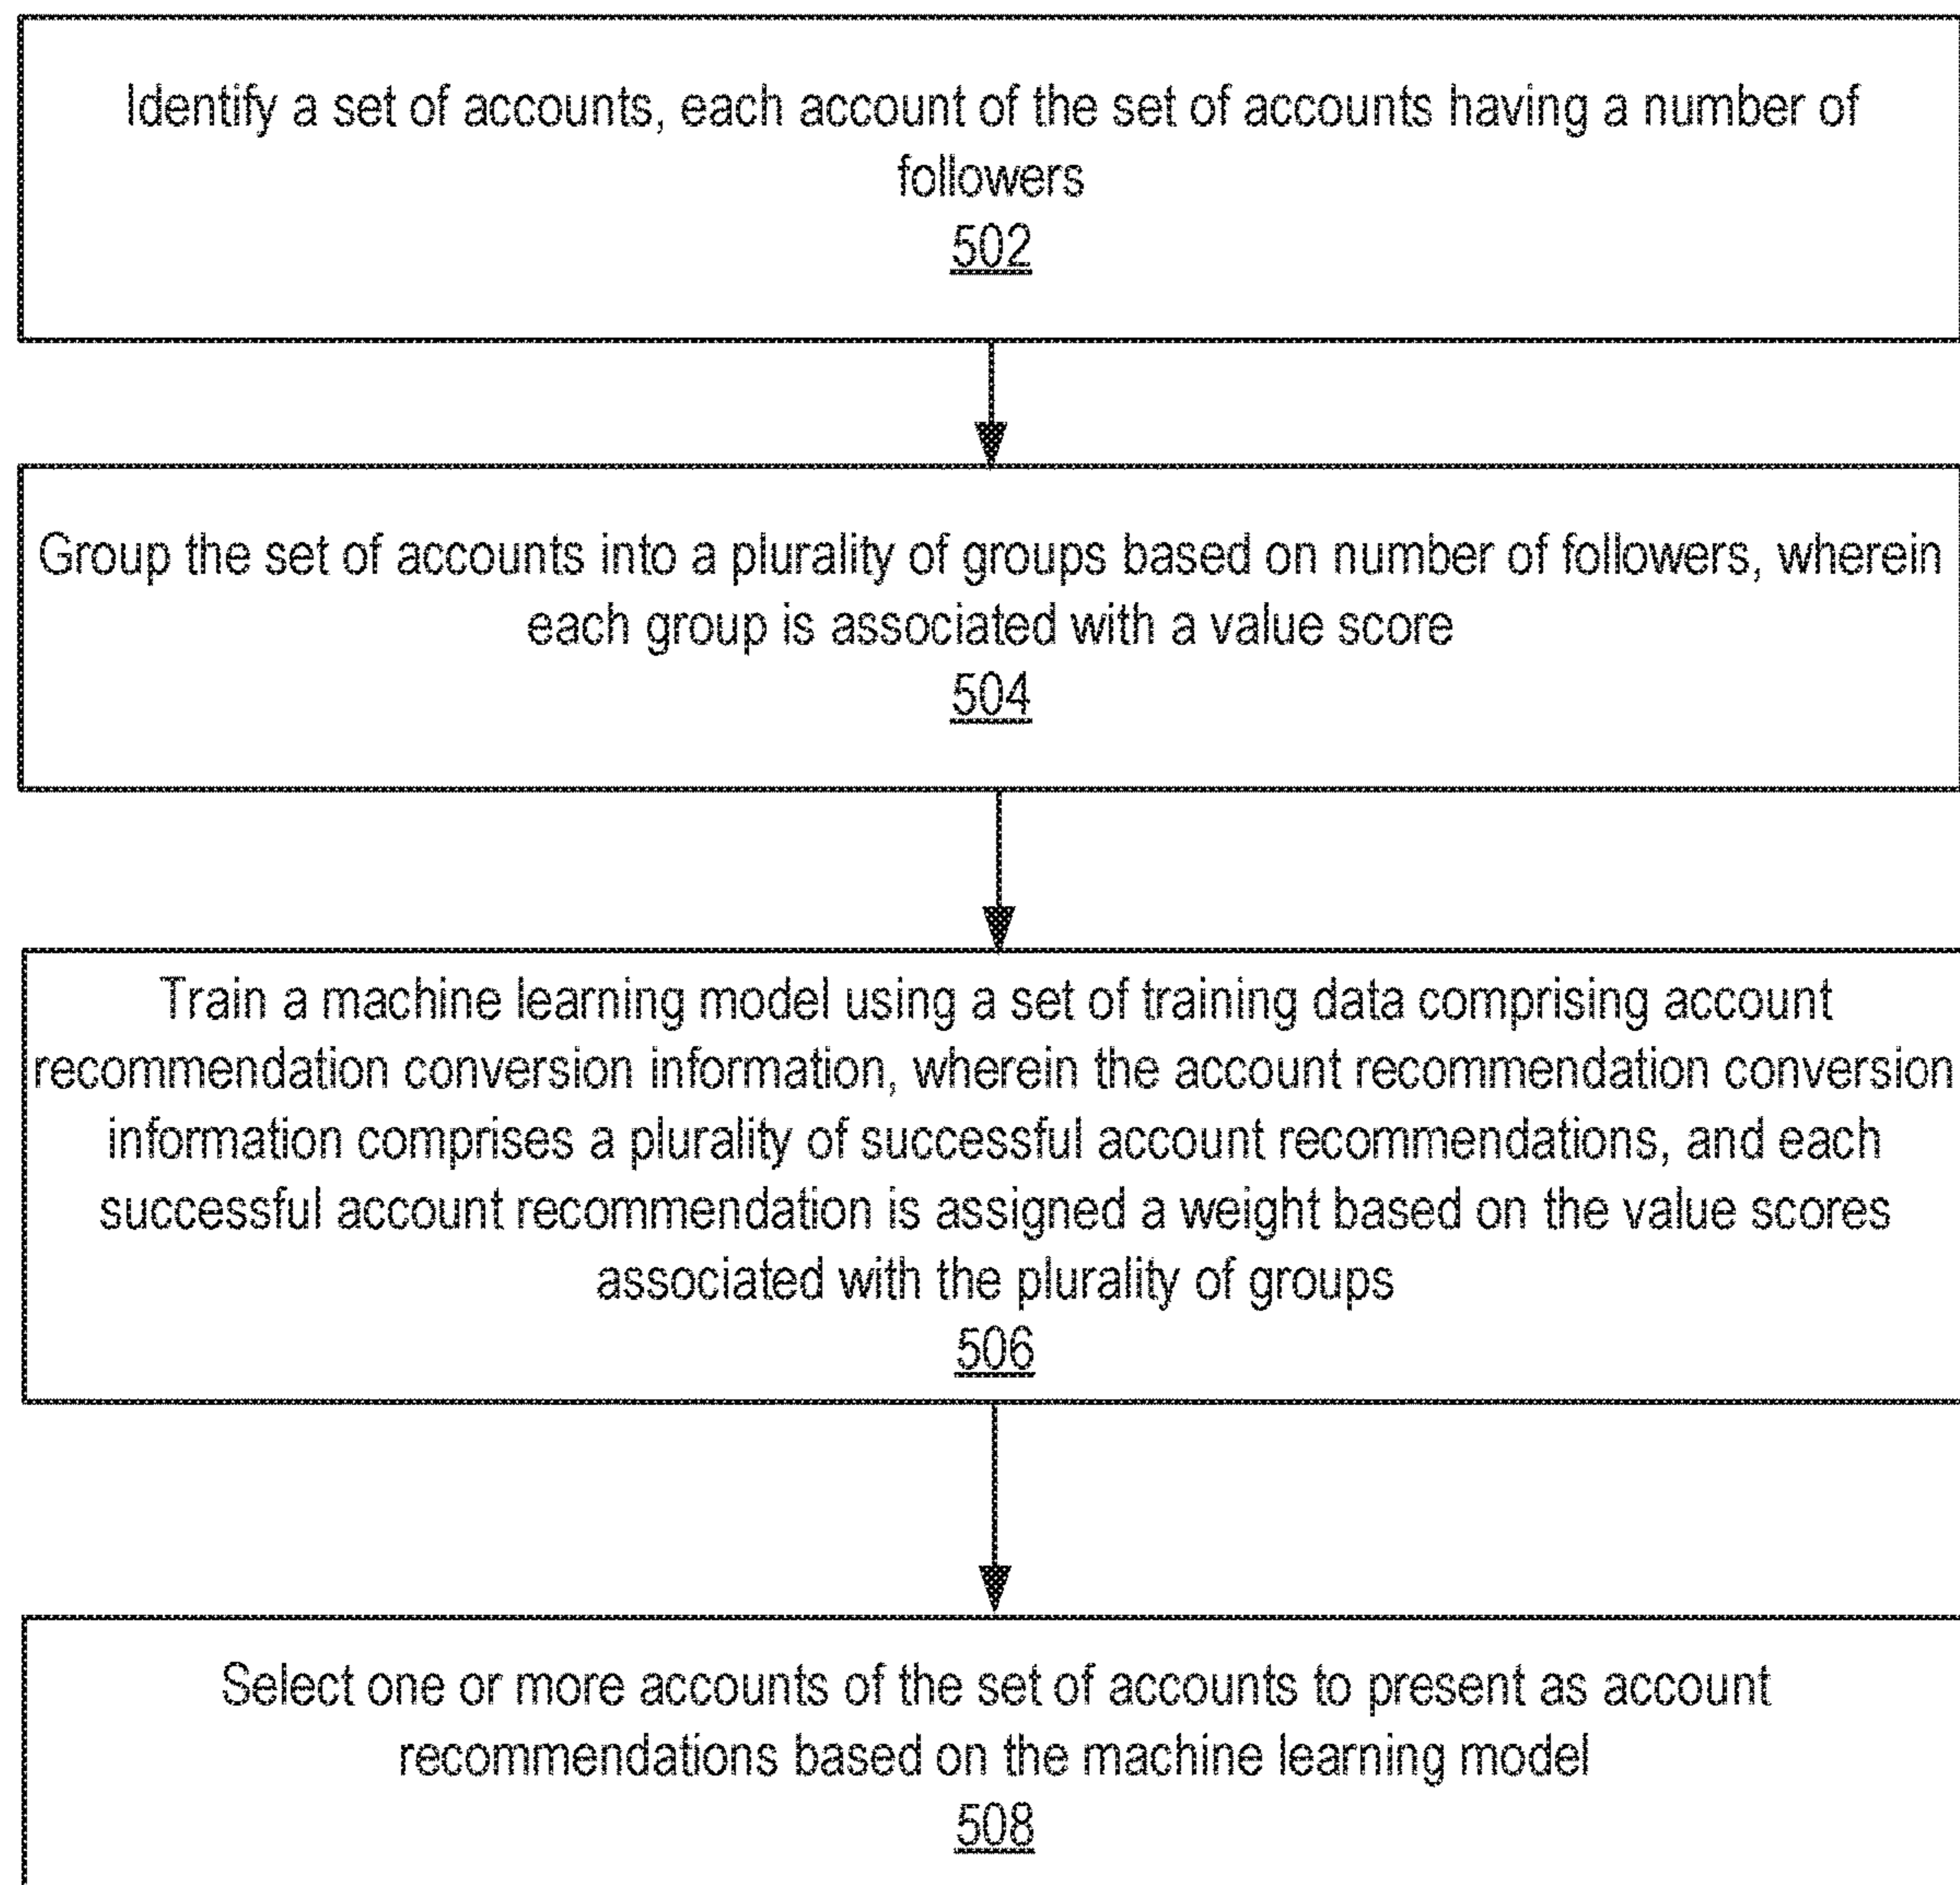 Identify a set of accounts, each account of the set of accounts having a number of
followers
502
Group the set of accounts into a plurality of groups based on number of followers, wherein
each group is associated with a value score
504
Train a machine learning model using a set of training data comprising account
recommendation conversion information, wherein the account recommendation conversion
information comprises a plurality of successful account recommendations, and each
successful account recommendation is assigned a weight based on the value scores
associated with the plurality of groups
506
Select one or more accounts of the set of accounts to present as account
recommendations based on the machine learning model
508